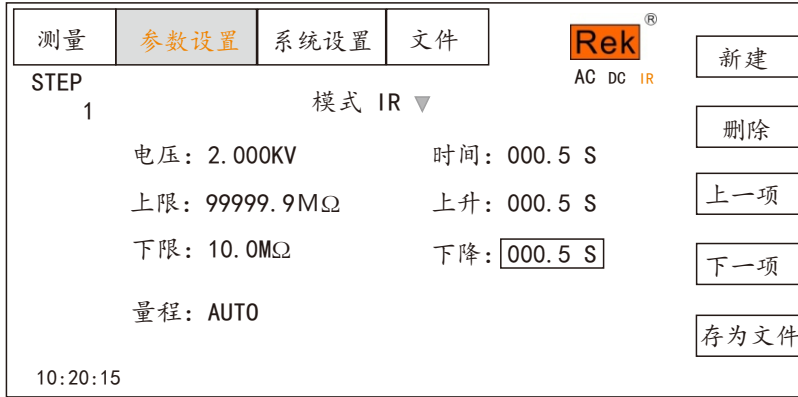 测量 参数设置 系统设置 文件 Rek®
AC DC IR
STEP
1
模式 IR
电压: 2.000KV 时间: 000.5 S
上限: 99999.9MΩ 上升: 000.5 S
下限: 10.0MΩ 下降: 000.5 S
量程: AUTO
10:20:15
新建
删除
上一项
下一项
存为文件